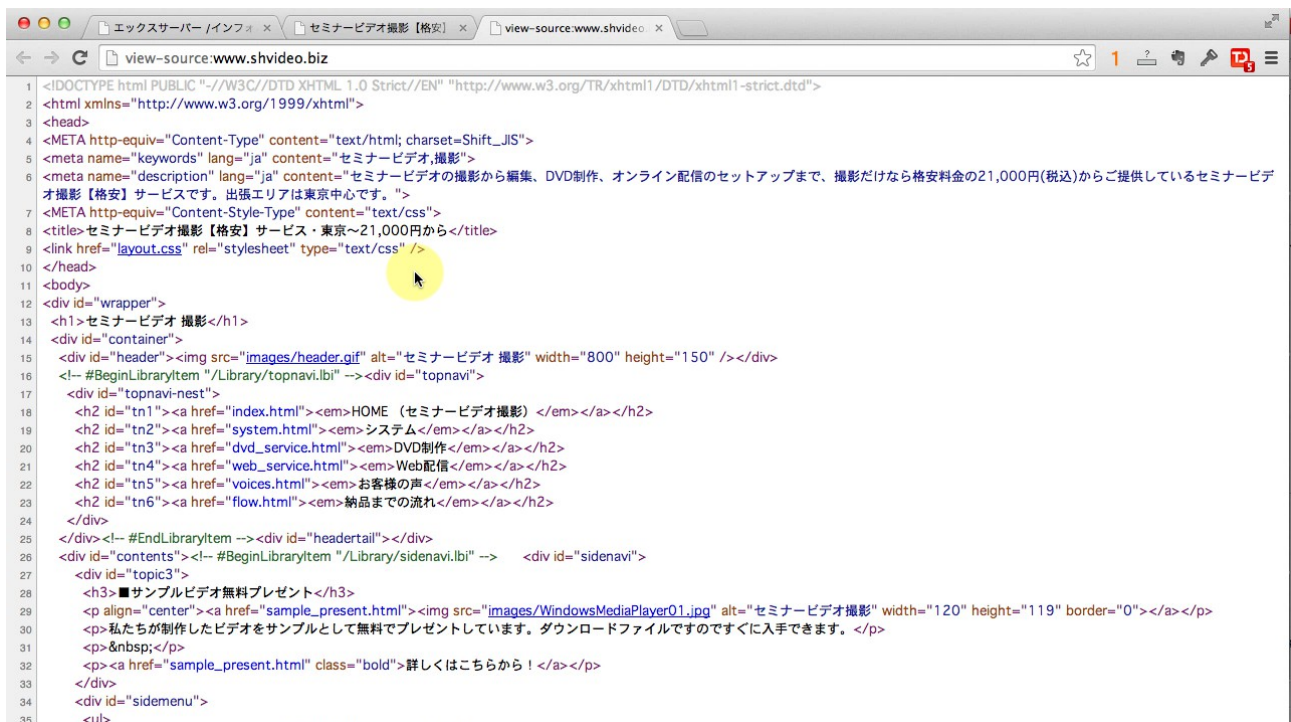 エックスサーバー /インフォ
セミナービデオ撮影【格安】
view-source:www.shvideo.
view-source:www.shvideo.biz
1
?
5
1 <!DOCTYPE html PUBLIC "-//W3C//DTD XHTML 1.0 Strict//EN" "http://www.w3.org/TR/xhtml1/DTD/xhtml1-strict.dtd">
2 <html xmlns="http://www.w3.org/1999/xhtml">
3 <head>
4 <META http-equiv="Content-Type" content="text/html; charset=Shift_JIS">
5 <meta name="keywords" lang="ja" content="セミナービデオ,撮影">
6 <meta name="description" lang="ja" content="セミナービデオの撮影から編集、DVD制作、オンライン配信のセットアップまで、撮影だけなら格安料金の21,000円(税込)からご提供しているセミナービデ
オ撮影【格安】サービスです。出張エリアは東京中心です。">
7 <META http-equiv="Content-Style-Type" content="text/css">
8 <title>セミナービデオ撮影【格安】サービス・東京～21,000円から</title>
9 <link href="layout.css" rel="stylesheet" type="text/css" />
10 </head>
11 <body>
12 <div id="wrapper">
13 <h1>セミナービデオ 撮影</h1>
14 <div id="container">
15 <div id="header"><img src="images/header.gif" alt="セミナービデオ 撮影" width="800" height="150" /></div>
16 <!-- #BeginLibraryItem "/Library/topnavi.lbi" --><div id="topnavi">
17 <div id="topnavi-nest">
18 <h2 id="tn1"><a href="index.html"><em>HOME （セミナービデオ撮影）</em></a></h2>
19 <h2 id="tn2"><a href="system.html"><em>システム</em></a></h2>
20 <h2 id="tn3"><a href="dvd_service.html"><em>DVD制作</em></a></h2>
21 <h2 id="tn4"><a href="web_service.html"><em>Web配信</em></a></h2>
22 <h2 id="tn5"><a href="voices.html"><em>お客様の声</em></a></h2>
23 <h2 id="tn6"><a href="flow.html"><em>納品までの流れ</em></a></h2>
24 </div>
25 </div><!-- #EndLibraryItem --><div id="headertail"></div>
26 <div id="contents"><!-- #BeginLibraryItem "/Library/sidenavi.lbi" --> <div id="sidenavi">
27 <div id="topic3">
28 <h3>■サンプルビデオ無料プレゼント</h3>
29 <p align="center"><a href="sample_present.html"><img src="images/WindowsMediaPlayer01.jpg" alt="セミナービデオ撮影" width="120" height="119" border="0"></a></p>
30 <p>私たちが制作したビデオをサンプルとして無料でプレゼントしています。ダウンロードファイルですのですぐに入手できます。</p>
31 <p>&nbsp;</p>
32 <p><a href="sample_present.html" class="bold">詳しくはこちらから！</a></p>
33 </div>
34 <div id="sidemenu">
35 <ul>